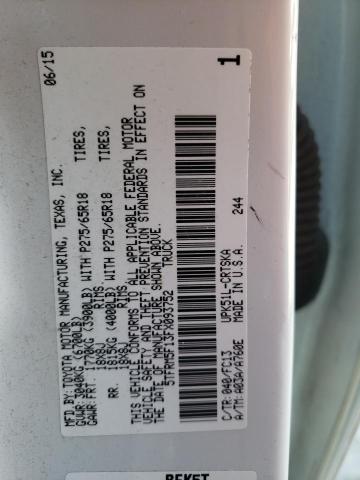 MFD. BY: TOYOTA MOTOR MANUFACTURING, TEXAS, INC. 06/15
GVWR: 3040KG (6700LB)
GAWR: FRT. 1770KG (3900LB) WITH P275/65R18 TIRES,
18X8J RIMS
RR. 1815KG (4000LB) WITH P275/65R18 TIRES,
18X8J RIMS
THIS VEHICLE CONFORMS TO ALL APPLICABLE FEDERAL MOTOR
VEHICLE SAFETY AND THEFT PREVENTION STANDARDS IN EFFECT ON
THE DATE OF MANUFACTURE SHOWN ABOVE.
5TFRM5F13FX093752 TRUCK
C/TR: 040/FC13 UPK51L-CRTSKA
A/TM: A03A/A760E MADE IN U.S.A. 244
1